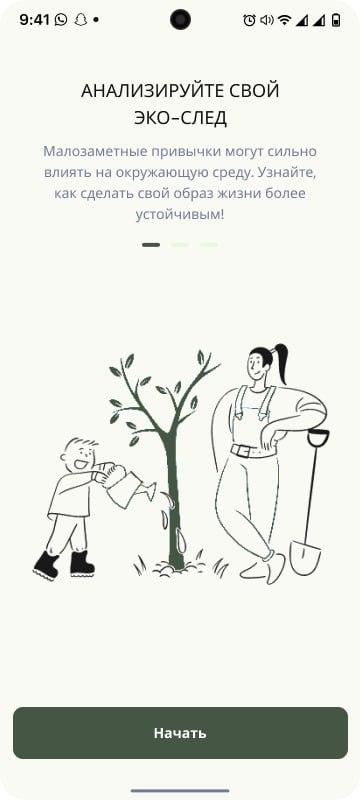 9:41
АНАЛИЗИРУЙТЕ СВОЙ
ЭКО-СЛЕД
Малозаметные привычки могут сильно
влиять на окружающую среду. Узнайте,
как сделать свой образ жизни более
устойчивым!
Начать